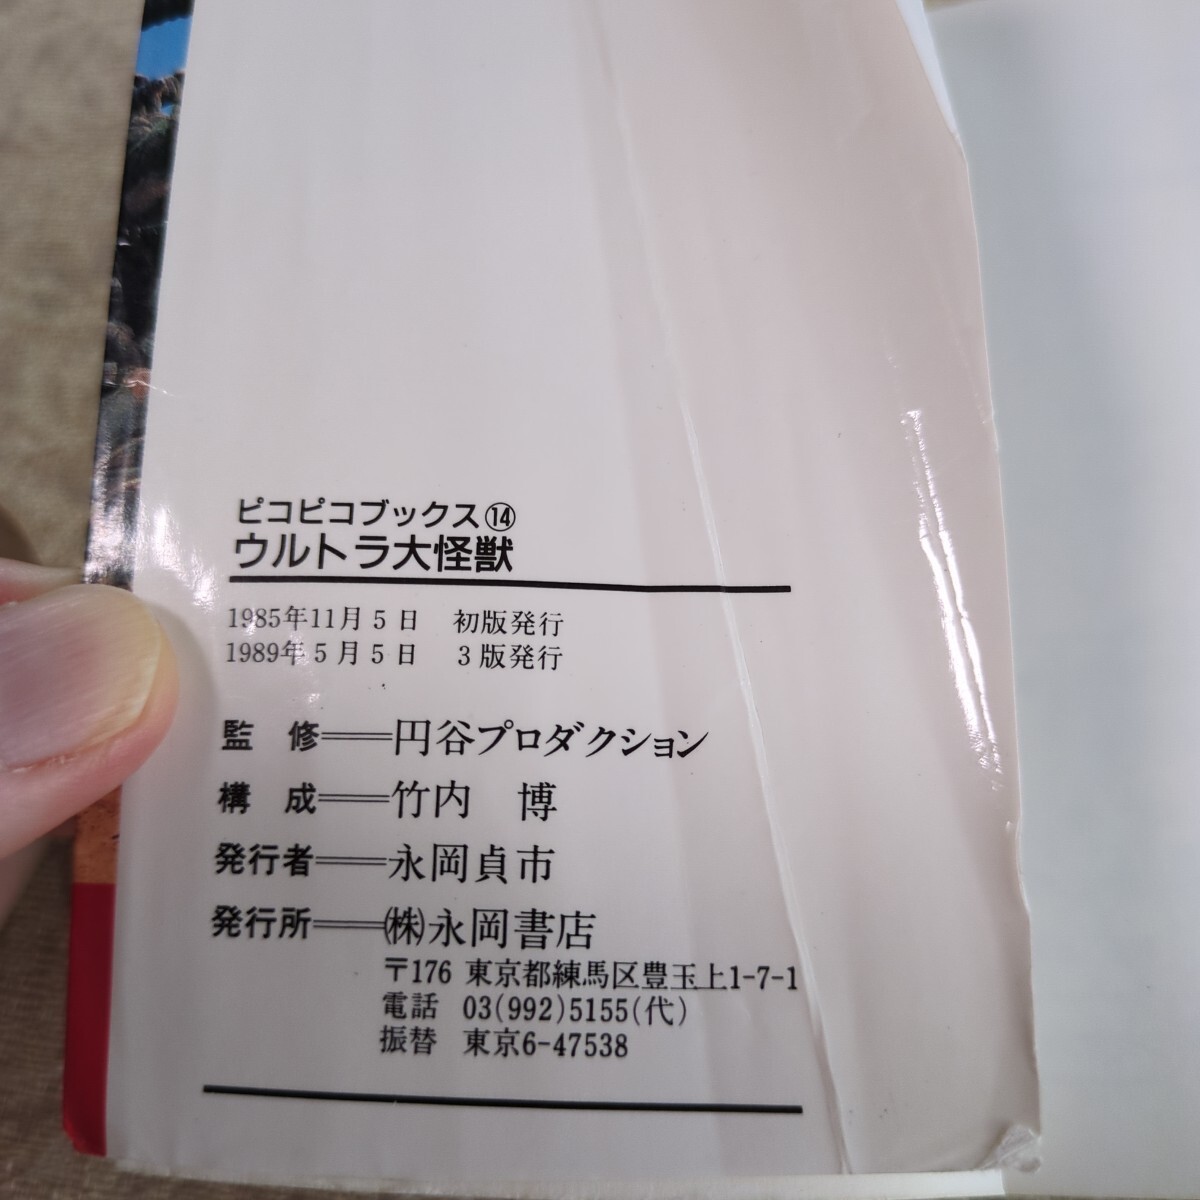 ピコピコブックス⑭
ウルトラ大怪獣
1985年11月5日 初版発行
1989年5月5日 3版発行
監 修══円谷プロダクション
構 成══竹内 博
発行者══永岡貞市
発行所══㈱永岡書店
〒176 東京都練馬区豊玉上1-7-1
電話 03(992)5155(代)
振替 東京6-47538